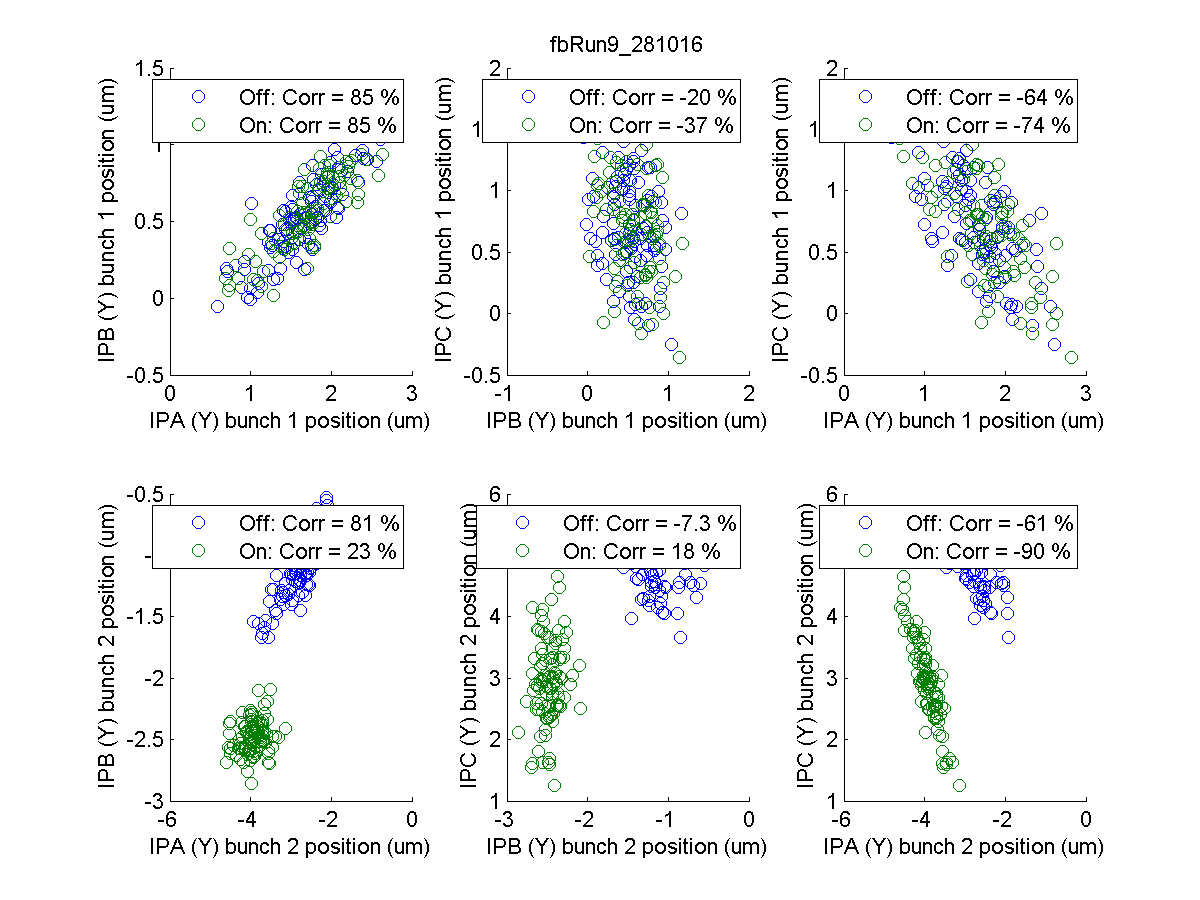 fbRun9_281016
1.5
1
0.5
0
-0.5
0
1
2
3
IPB (Y) bunch 1 position (um)
IPA (Y) bunch 1 position (um)
Off: Corr = 85 %
On: Corr = 85 %
2
1
0.5
0
-0.5
-1
0
1
2
IPC (Y) bunch 1 position (um)
IPB (Y) bunch 1 position (um)
Off: Corr = -20 %
On: Corr = -37 %
2
1
0.5
0
-0.5
0
1
2
3
IPC (Y) bunch 1 position (um)
IPA (Y) bunch 1 position (um)
Off: Corr = -64 %
On: Corr = -74 %
-0.5
-1.5
-2
-2.5
-3
-6
-4
-2
0
IPB (Y) bunch 2 position (um)
IPA (Y) bunch 2 position (um)
Off: Corr = 81 %
On: Corr = 23 %
6
4
3
2
1
-3
-2
-1
0
IPC (Y) bunch 2 position (um)
IPB (Y) bunch 2 position (um)
Off: Corr = -7.3 %
On: Corr = 18 %
6
4
3
2
1
-6
-4
-2
0
IPC (Y) bunch 2 position (um)
IPA (Y) bunch 2 position (um)
Off: Corr = -61 %
On: Corr = -90 %